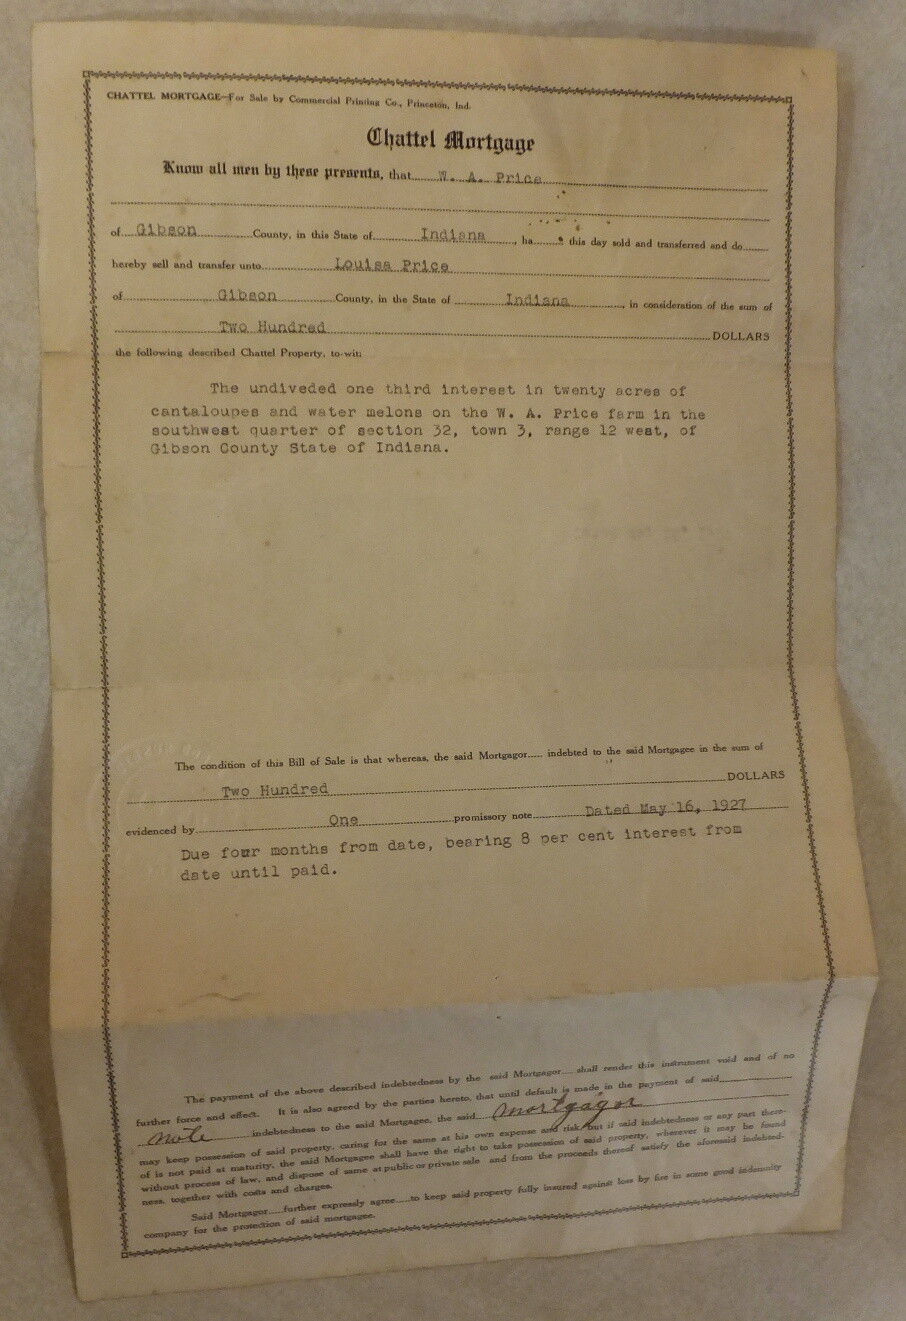 CHATTEL MORTGAGE—For Sale by Commercial Printing Co., Princeton, Ind.
Chattel Mortgage
Know all men by these presents, that W. A. Price
of Gibson County, in this State of Indiana, ha this day sold and transferred and do
hereby sell and transfer unto Louisa Price
of Gibson County, in the State of Indiana, in consideration of the sum of
Two Hundred DOLLARS
the following described Chattel Property, to-wit:
The undiveded one third interest in twenty acres of
cantaloupes and water melons on the W. A. Price farm in the
southwest quarter of section 32, town 3, range 12 west, of
Gibson County State of Indiana.
The condition of this Bill of Sale is that whereas, the said Mortgagor indebted to the said Mortgagee in the sum of
Two Hundred DOLLARS
evidenced by One promissory note Dated May 16, 1927
Due four months from date, bearing 8 per cent interest from
date until paid.
The payment of the above described indebtedness by the said Mortgagor shall render this instrument void and of no
further force and effect. It is also agreed by the parties hereto, that until default is made in the payment of said
note indebtedness to the said Mortgagee, the said mortgagor
may keep possession of said property, caring for the same at his own expense and risk, but if said indebtedness or any part there-
of is not paid at maturity, the said Mortgagee shall have the right to take possession of said property, wherever it may be found
without process of law, and dispose of same at public or private sale and from the proceeds thereof satisfy the aforesaid indebted-
ness, together with costs and charges.
Said Mortgagor further expressly agree to keep said property fully insured against loss by fire in some good indemnity
company for the protection of said mortgagee.